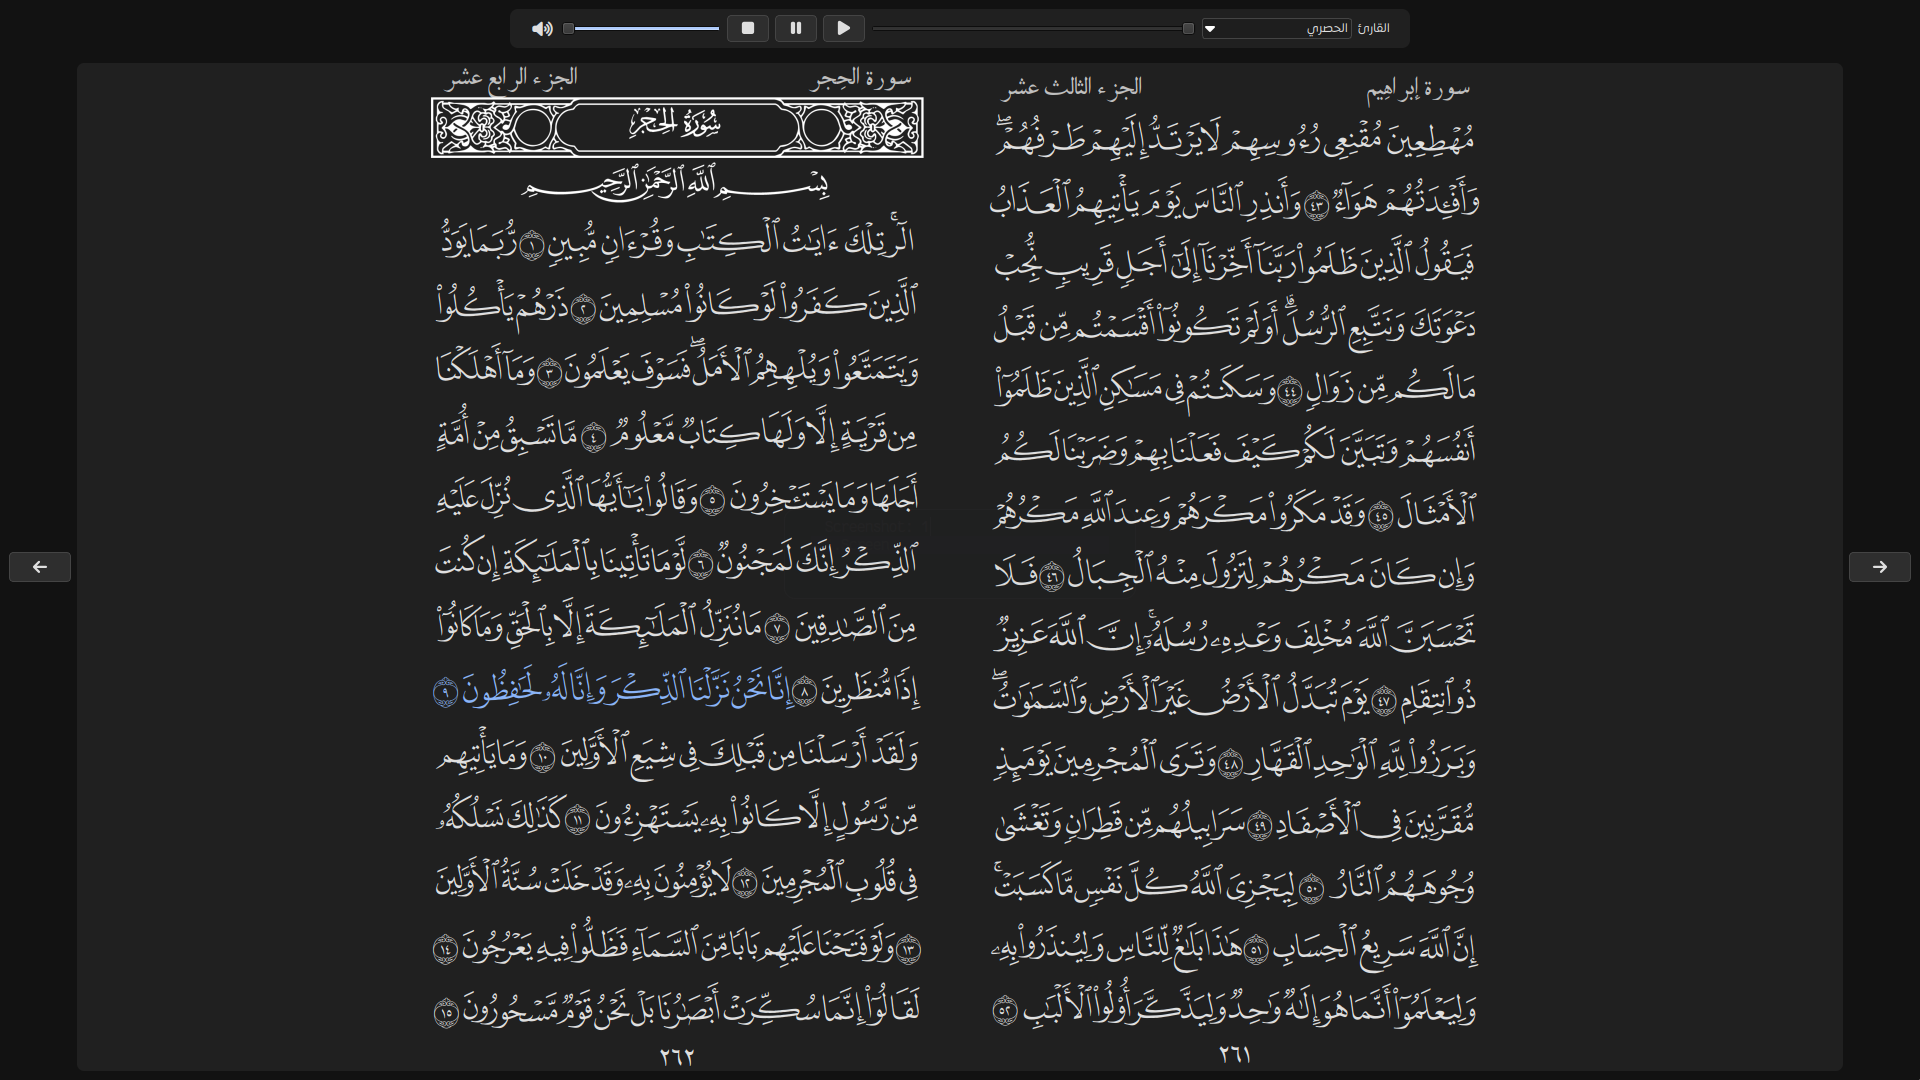 القارئ الحصري
سورة إبراهيم الجزء الثالث عشر
مُهْطِعِينَ مُقْنِعِى رُءُوسِهِمْ لَا يَرْتَدُّ إِلَيْهِمْ طَرْفُهُمْ ۖ
وَأَفْـِٔدَتُهُمْ هَوَآءٌ ٤٣ وَأَنذِرِ ٱلنَّاسَ يَوْمَ يَأْتِيهِمُ ٱلْعَذَابُ
فَيَقُولُ ٱلَّذِينَ ظَلَمُوا۟ رَبَّنَآ أَخِّرْنَآ إِلَىٰٓ أَجَلٍ قَرِيبٍ نُّجِبْ
دَعْوَتَكَ وَنَتَّبِعِ ٱلرُّسُلَ ۗ أَوَلَمْ تَكُونُوٓا۟ أَقْسَمْتُم مِّن قَبْلُ
مَا لَكُم مِّن زَوَالٍ ٤٤ وَسَكَنتُمْ فِى مَسَـٰكِنِ ٱلَّذِينَ ظَلَمُوٓا۟
أَنفُسَهُمْ وَتَبَيَّنَ لَكُمْ كَيْفَ فَعَلْنَا بِهِمْ وَضَرَبْنَا لَكُمُ
ٱلْأَمْثَالَ ٤٥ وَقَدْ مَكَرُوا۟ مَكْرَهُمْ وَعِندَ ٱللَّهِ مَكْرُهُمْ
وَإِن كَانَ مَكْرُهُمْ لِتَزُولَ مِنْهُ ٱلْجِبَالُ ٤٦ فَلَا
تَحْسَبَنَّ ٱللَّهَ مُخْلِفَ وَعْدِهِۦ رُسُلَهُۥٓ ۗ إِنَّ ٱللَّهَ عَزِيزٌ
ذُو ٱنتِقَامٍ ٤٧ يَوْمَ تُبَدَّلُ ٱلْأَرْضُ غَيْرَ ٱلْأَرْضِ وَٱلسَّمَـٰوَٰتُ ۖ
وَبَرَزُوا۟ لِلَّهِ ٱلْوَٰحِدِ ٱلْقَهَّارِ ٤٨ وَتَرَى ٱلْمُجْرِمِينَ يَوْمَئِذٍ
مُّقَرَّنِينَ فِى ٱلْأَصْفَادِ ٤٩ سَرَابِيلُهُم مِّن قَطِرَانٍ وَتَغْشَىٰ
وُجُوهَهُمُ ٱلنَّارُ ٥٠ لِيَجْزِىَ ٱللَّهُ كُلَّ نَفْسٍ مَّا كَسَبَتْ ۚ
إِنَّ ٱللَّهَ سَرِيعُ ٱلْحِسَابِ ٥١ هَـٰذَا بَلَـٰغٌ لِّلنَّاسِ وَلِيُنذَرُوا۟ بِهِۦ
وَلِيَعْلَمُوٓا۟ أَنَّمَا هُوَ إِلَـٰهٌ وَٰحِدٌ وَلِيَذَّكَّرَ أُو۟لُوا۟ ٱلْأَلْبَـٰبِ ٥٢
٢٦١
سورة الحِجر الجزء الرابع عشر
سُورَةُ الحِجْرِ
بِسْمِ ٱللَّهِ ٱلرَّحْمَـٰنِ ٱلرَّحِيمِ
الٓر ۚ تِلْكَ ءَايَـٰتُ ٱلْكِتَـٰبِ وَقُرْءَانٍ مُّبِينٍ ١ رُّبَمَا يَوَدُّ
ٱلَّذِينَ كَفَرُوا۟ لَوْ كَانُوا۟ مُسْلِمِينَ ٢ ذَرْهُمْ يَأْكُلُوا۟
وَيَتَمَتَّعُوا۟ وَيُلْهِهِمُ ٱلْأَمَلُ ۖ فَسَوْفَ يَعْلَمُونَ ٣ وَمَآ أَهْلَكْنَا
مِن قَرْيَةٍ إِلَّا وَلَهَا كِتَابٌ مَّعْلُومٌ ٤ مَّا تَسْبِقُ مِنْ أُمَّةٍ
أَجَلَهَا وَمَا يَسْتَـْٔخِرُونَ ٥ وَقَالُوا۟ يَـٰٓأَيُّهَا ٱلَّذِى نُزِّلَ عَلَيْهِ
ٱلذِّكْرُ إِنَّكَ لَمَجْنُونٌ ٦ لَّوْ مَا تَأْتِينَا بِٱلْمَلَـٰٓئِكَةِ إِن كُنتَ
مِنَ ٱلصَّـٰدِقِينَ ٧ مَا نُنَزِّلُ ٱلْمَلَـٰٓئِكَةَ إِلَّا بِٱلْحَقِّ وَمَا كَانُوٓا۟
إِذًا مُّنظَرِينَ ٨ إِنَّا نَحْنُ نَزَّلْنَا ٱلذِّكْرَ وَإِنَّا لَهُۥ لَحَـٰفِظُونَ ٩
وَلَقَدْ أَرْسَلْنَا مِن قَبْلِكَ فِى شِيَعِ ٱلْأَوَّلِينَ ١٠ وَمَا يَأْتِيهِم
مِّن رَّسُولٍ إِلَّا كَانُوا۟ بِهِۦ يَسْتَهْزِءُونَ ١١ كَذَٰلِكَ نَسْلُكُهُۥ
فِى قُلُوبِ ٱلْمُجْرِمِينَ ١٢ لَا يُؤْمِنُونَ بِهِۦ وَقَدْ خَلَتْ سُنَّةُ ٱلْأَوَّلِينَ
١٣ وَلَوْ فَتَحْنَا عَلَيْهِم بَابًا مِّنَ ٱلسَّمَآءِ فَظَلُّوا۟ فِيهِ يَعْرُجُونَ ١٤
لَقَالُوٓا۟ إِنَّمَا سُكِّرَتْ أَبْصَـٰرُنَا بَلْ نَحْنُ قَوْمٌ مَّسْحُورُونَ ١٥
٢٦٢